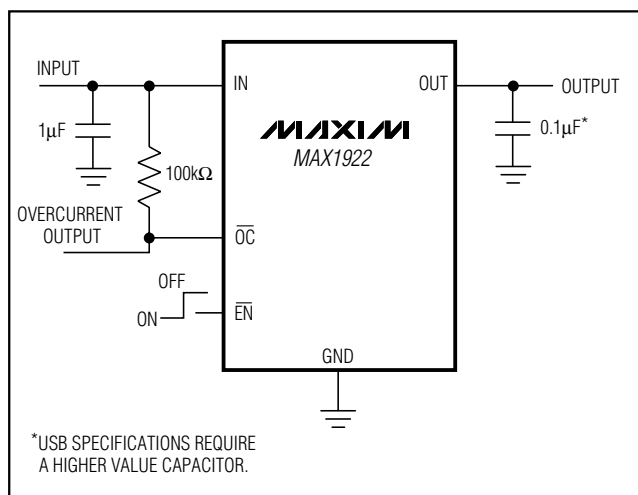 INPUT
IN
OUT
OUTPUT
1µF
MAXIM
MAX1922
0.1µF*
100kΩ
OVERCURRENT
OUTPUT
OC
OFF
ON
EN
GND
*USB SPECIFICATIONS REQUIRE
A HIGHER VALUE CAPACITOR.